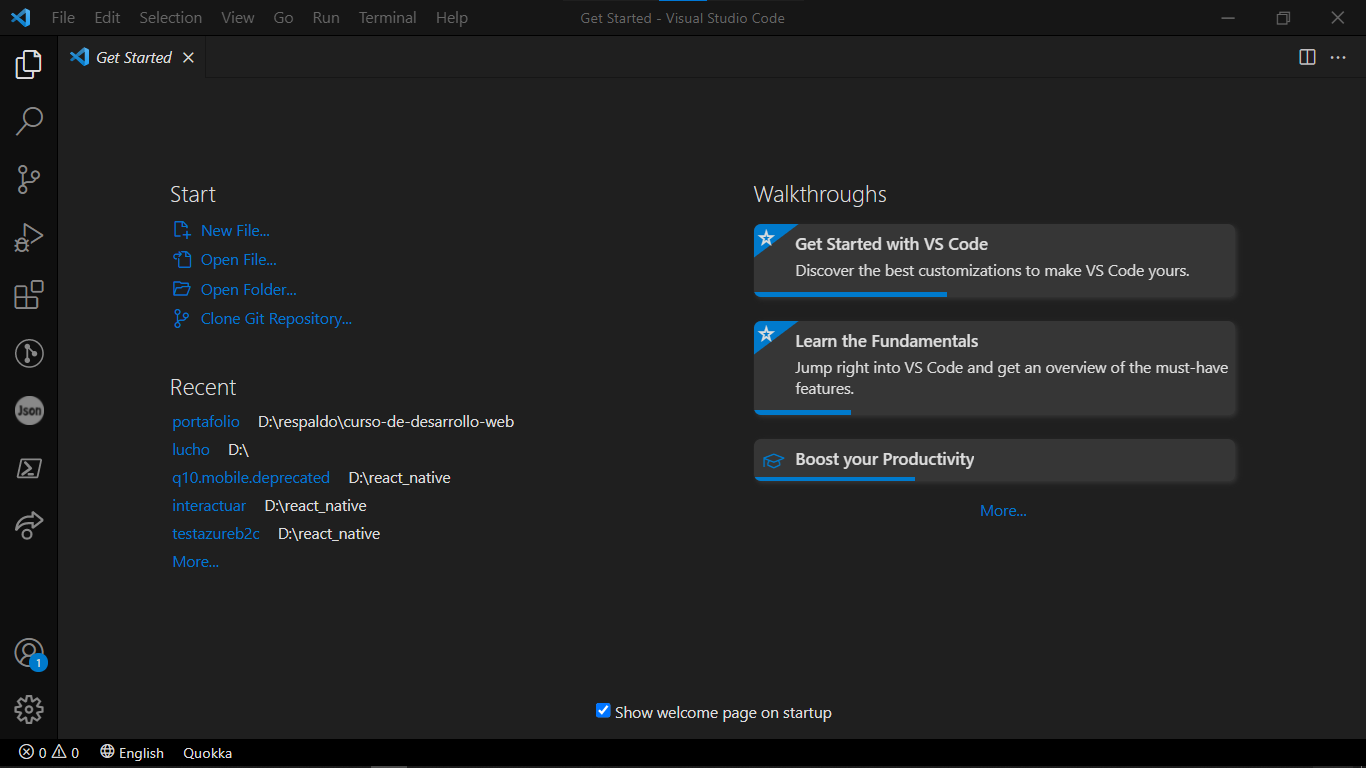 File Edit Selection View Go Run Terminal Help Get Started - Visual Studio Code
Get Started
Start
New File...
Open File...
Open Folder...
Clone Git Repository...
Recent
portafolio D:\respaldo\curso-de-desarrollo-web
lucho D:\
q10.mobile.deprecated D:\react_native
interactuar D:\react_native
testazureb2c D:\react_native
More...
Walkthroughs
Get Started with VS Code
Discover the best customizations to make VS Code yours.
Learn the Fundamentals
Jump right into VS Code and get an overview of the must-have
features.
Boost your Productivity
More...
Json
1
Show welcome page on startup
0 0 English Quokka